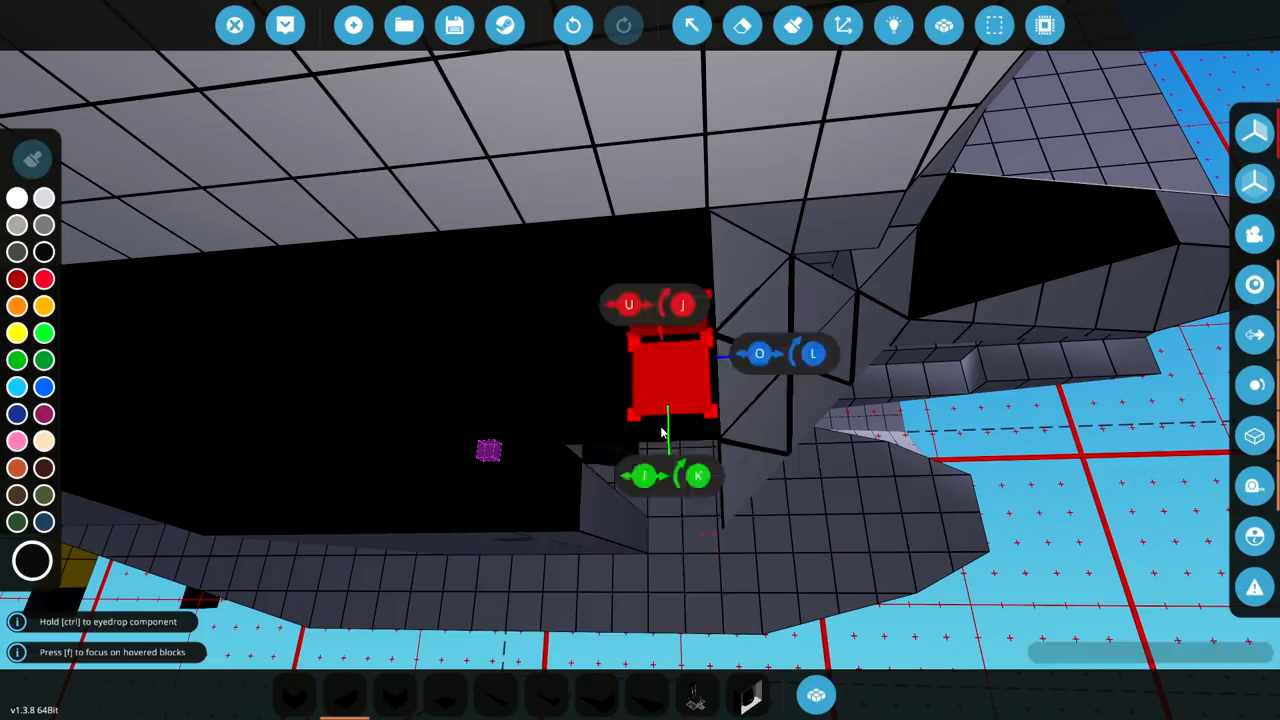 U J
O L
I K
Hold [ctrl] to eyedrop component
Press [f] to focus on hovered blocks
v1.3.8 64Bit